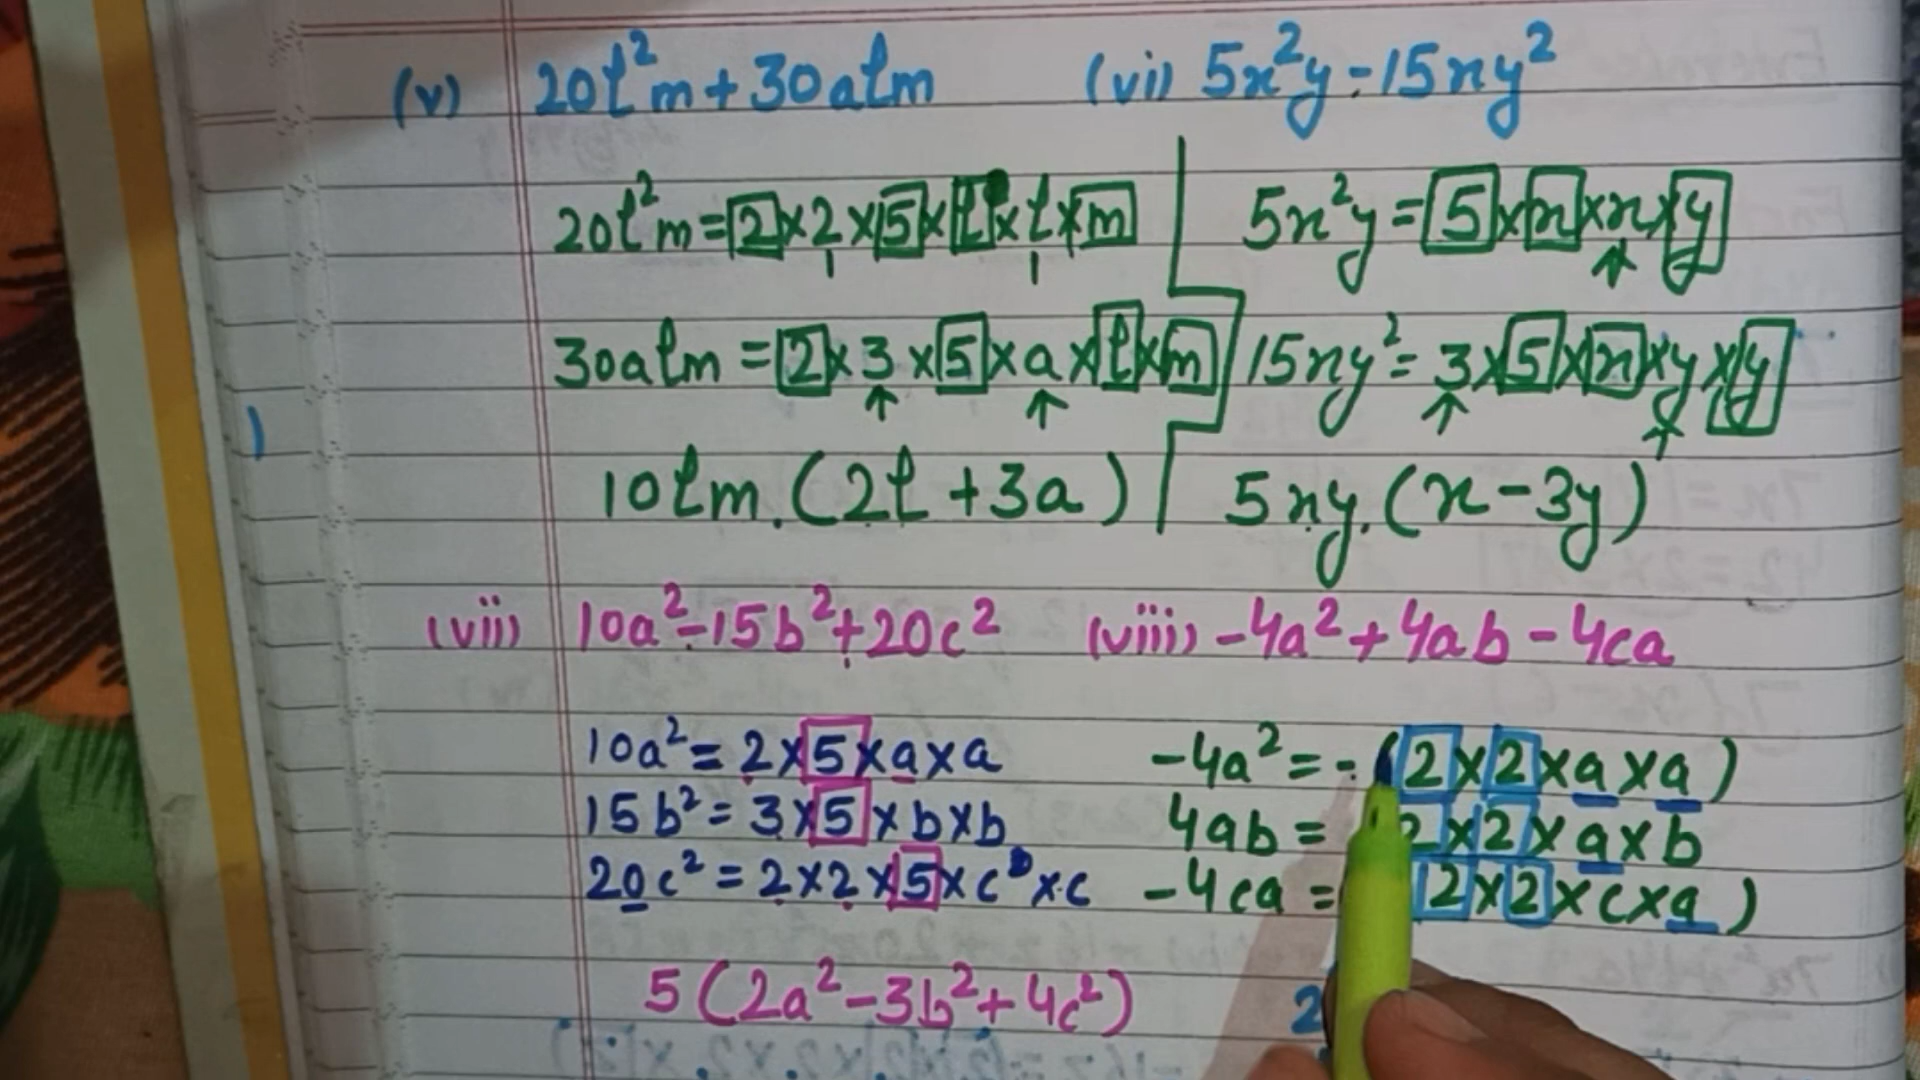 (v) 20l²m+30alm (vii) 5x²y-15xy²
20l²m=2×2×5×l×l×m 5x²y=5×x×x×y
30alm=2×3×5×a×l×m 15xy²=3×5×x×y×y
10lm.(2l+3a) 5xy.(x-3y)
(vii) 10a²-15b²+20c² (viii) -4a²+4ab-4ca
10a²=2×5×a×a -4a²=-(2×2×a×a)
15b²=3×5×b×b 4ab=2×2×a×b
20c²=2×2×5×c×c -4ca=2×2×c×a)
5(2a²-3b²+4c²) 2